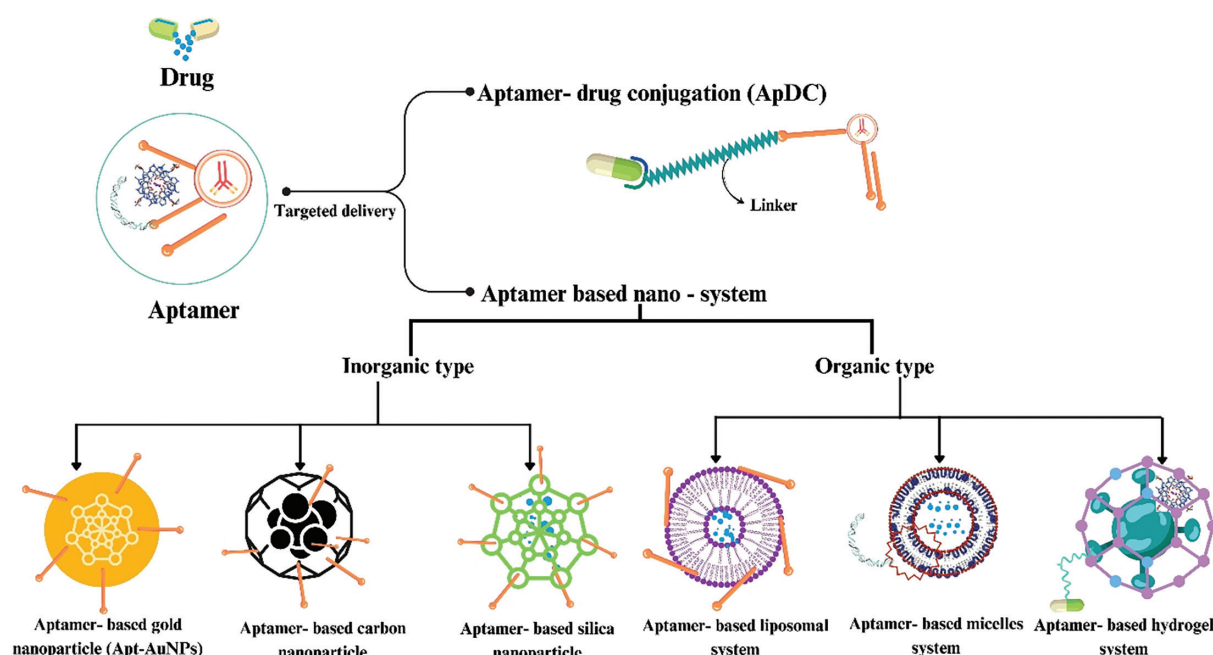 Drug
Aptamer- drug conjugation (ApDC)
Targeted delivery
Linker
Aptamer
Aptamer based nano - system
Inorganic type
Organic type
Aptamer- based gold
nanoparticle (Apt-AuNPs)
Aptamer- based carbon
nanoparticle
Aptamer- based silica
nanoparticle
Aptamer- based liposomal
system
Aptamer- based micelles
system
Aptamer- based hydrogel
system